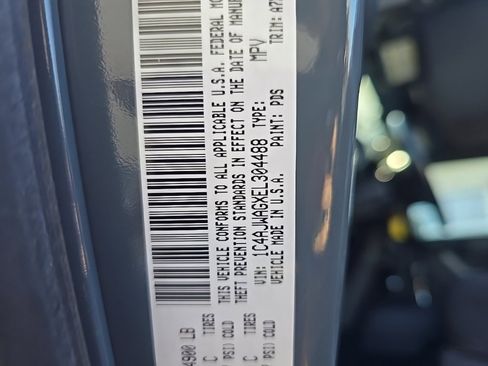 THIS VEHICLE CONFORMS TO ALL APPLICABLE U.S.A. FEDERAL
THEFT PREVENTION STANDARDS IN EFFECT ON THE DATE OF
VIN: 1C4AJWAGXEL304488 TYPE: MPV
VEHICLE MADE IN U.S.A. PAINT: PDS TRIM:
4900 LB
C TIRES
PSI) COLD
C TIRES
PSI) COLD